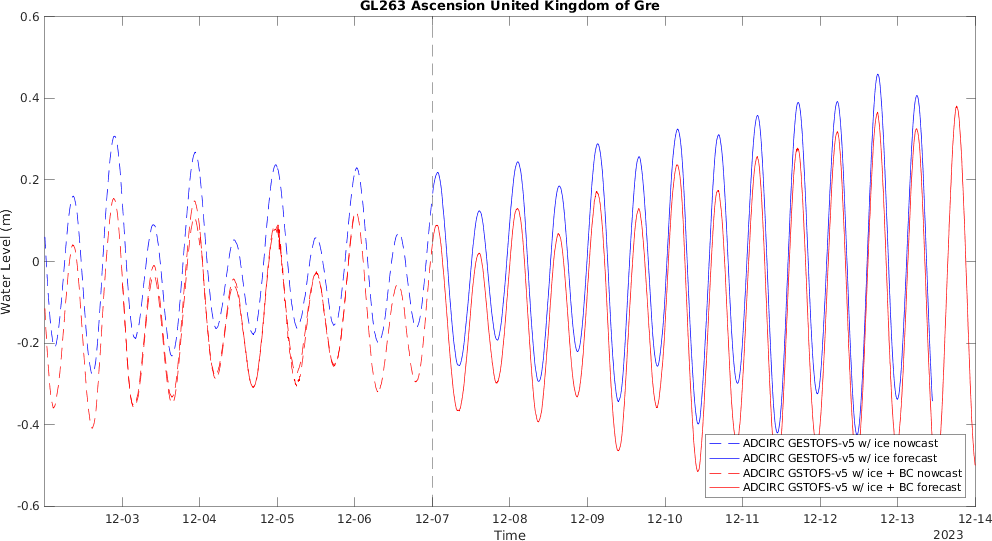 GL263 Ascension United Kingdom of Gre
Water Level (m)
0.6
0.4
0.2
0
-0.2
-0.4
-0.6
ADCIRC GESTOFS-v5 w/ ice nowcast
ADCIRC GESTOFS-v5 w/ ice forecast
ADCIRC GSTOFS-v5 w/ ice + BC nowcast
ADCIRC GSTOFS-v5 w/ ice + BC forecast
12-03 12-04 12-05 12-06 12-07 12-08 12-09 12-10 12-11 12-12 12-13 12-14
Time
2023